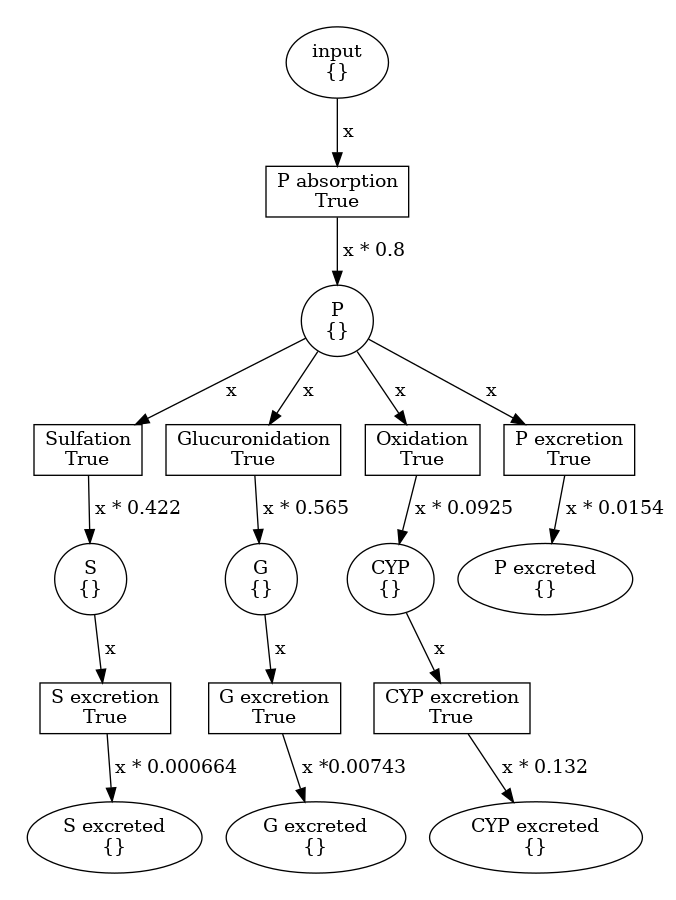 input
{}
x
P absorption
True
x * 0.8
P
{}
x
x
x
x
Sulfation
True
Glucuronidation
True
Oxidation
True
P excretion
True
x * 0.422
x * 0.565
x * 0.0925
x * 0.0154
S
{}
G
{}
CYP
{}
P excreted
{}
x
x
x
S excretion
True
G excretion
True
CYP excretion
True
x * 0.000664
x *0.00743
x * 0.132
S excreted
{}
G excreted
{}
CYP excreted
{}